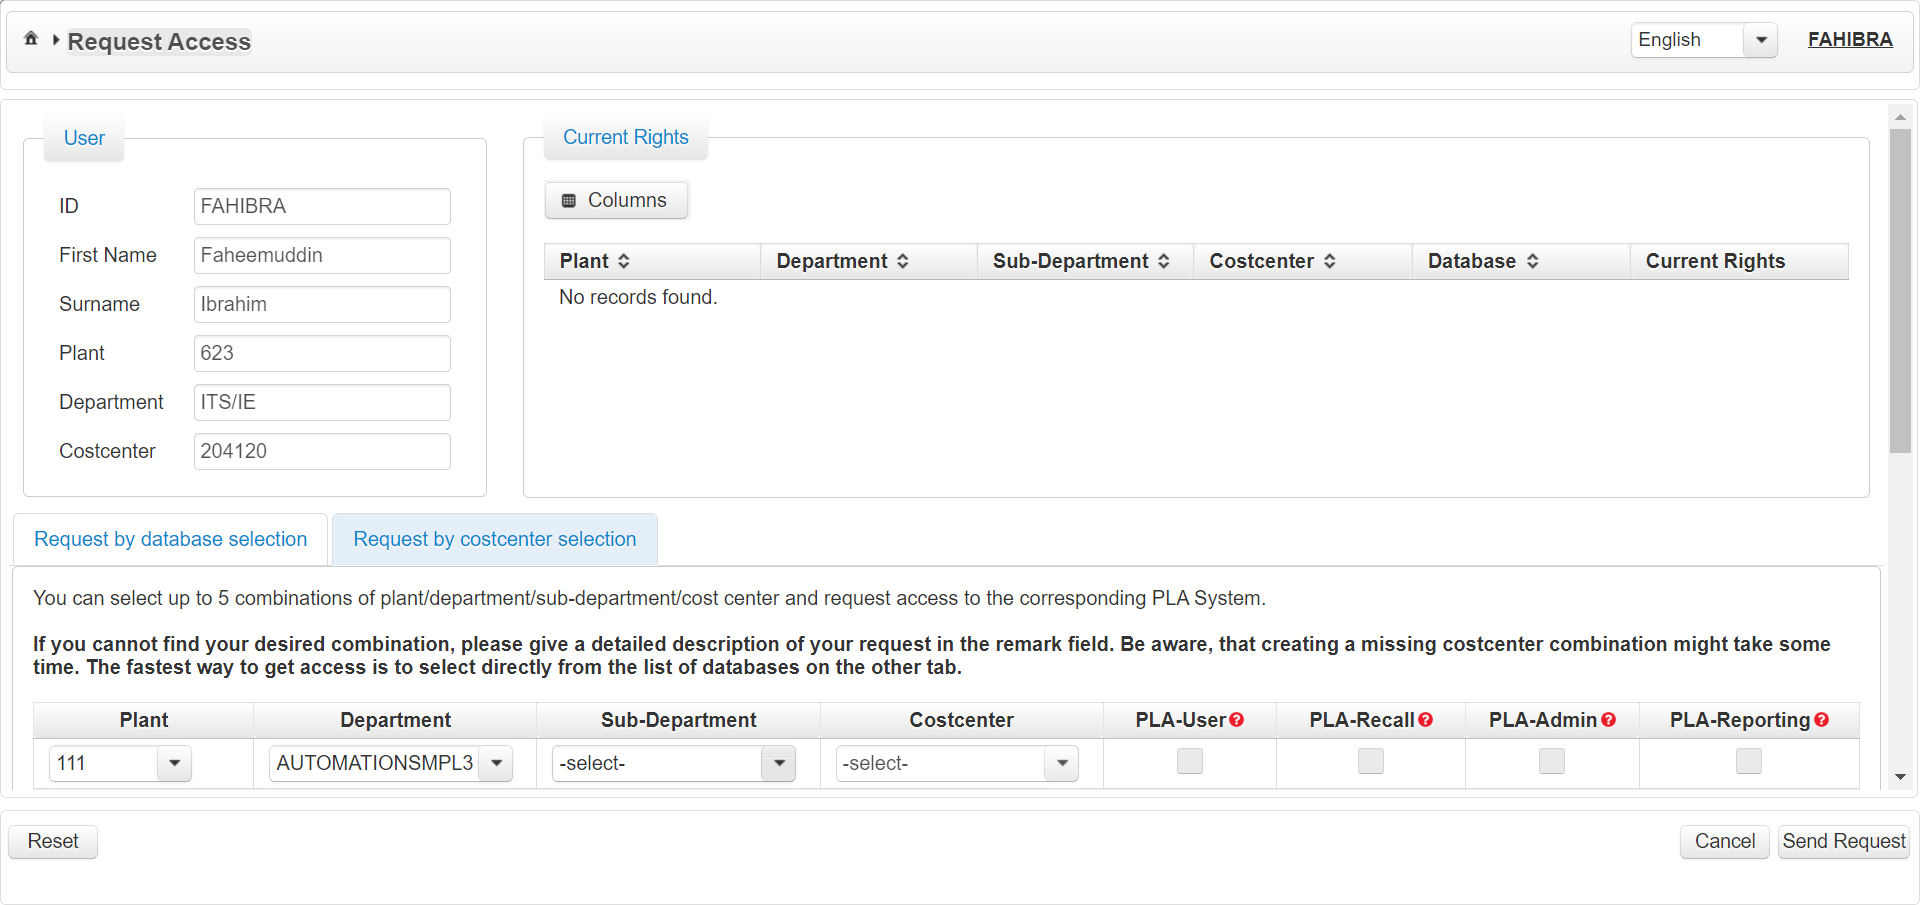 Request Access
English
FAHIBRA
User
ID
FAHIBRA
First Name
Faheemuddin
Surname
Ibrahim
Plant
623
Department
ITS/IE
Costcenter
204120
Current Rights
Columns
Plant Department Sub-Department Costcenter Database Current Rights
No records found.
Request by database selection
Request by costcenter selection
You can select up to 5 combinations of plant/department/sub-department/cost center and request access to the corresponding PLA System.
If you cannot find your desired combination, please give a detailed description of your request in the remark field. Be aware, that creating a missing costcenter combination might take some
time. The fastest way to get access is to select directly from the list of databases on the other tab.
Plant Department Sub-Department Costcenter PLA-User? PLA-Recall? PLA-Admin? PLA-Reporting?
111 AUTOMATIONSMPL3 -select- -select-
Reset
Cancel
Send Request